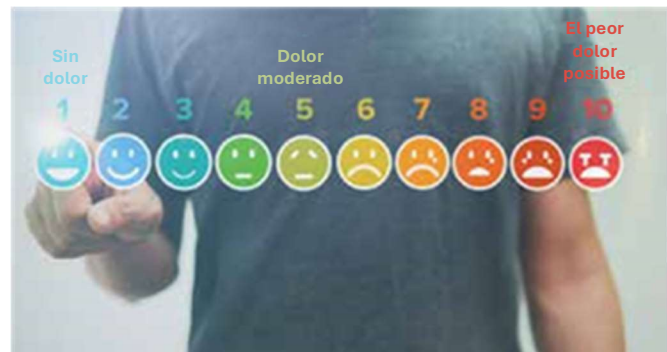 Sin
dolor
Dolor
moderado
El peor
dolor
posible
1 2 3 4 5 6 7 8 9 10